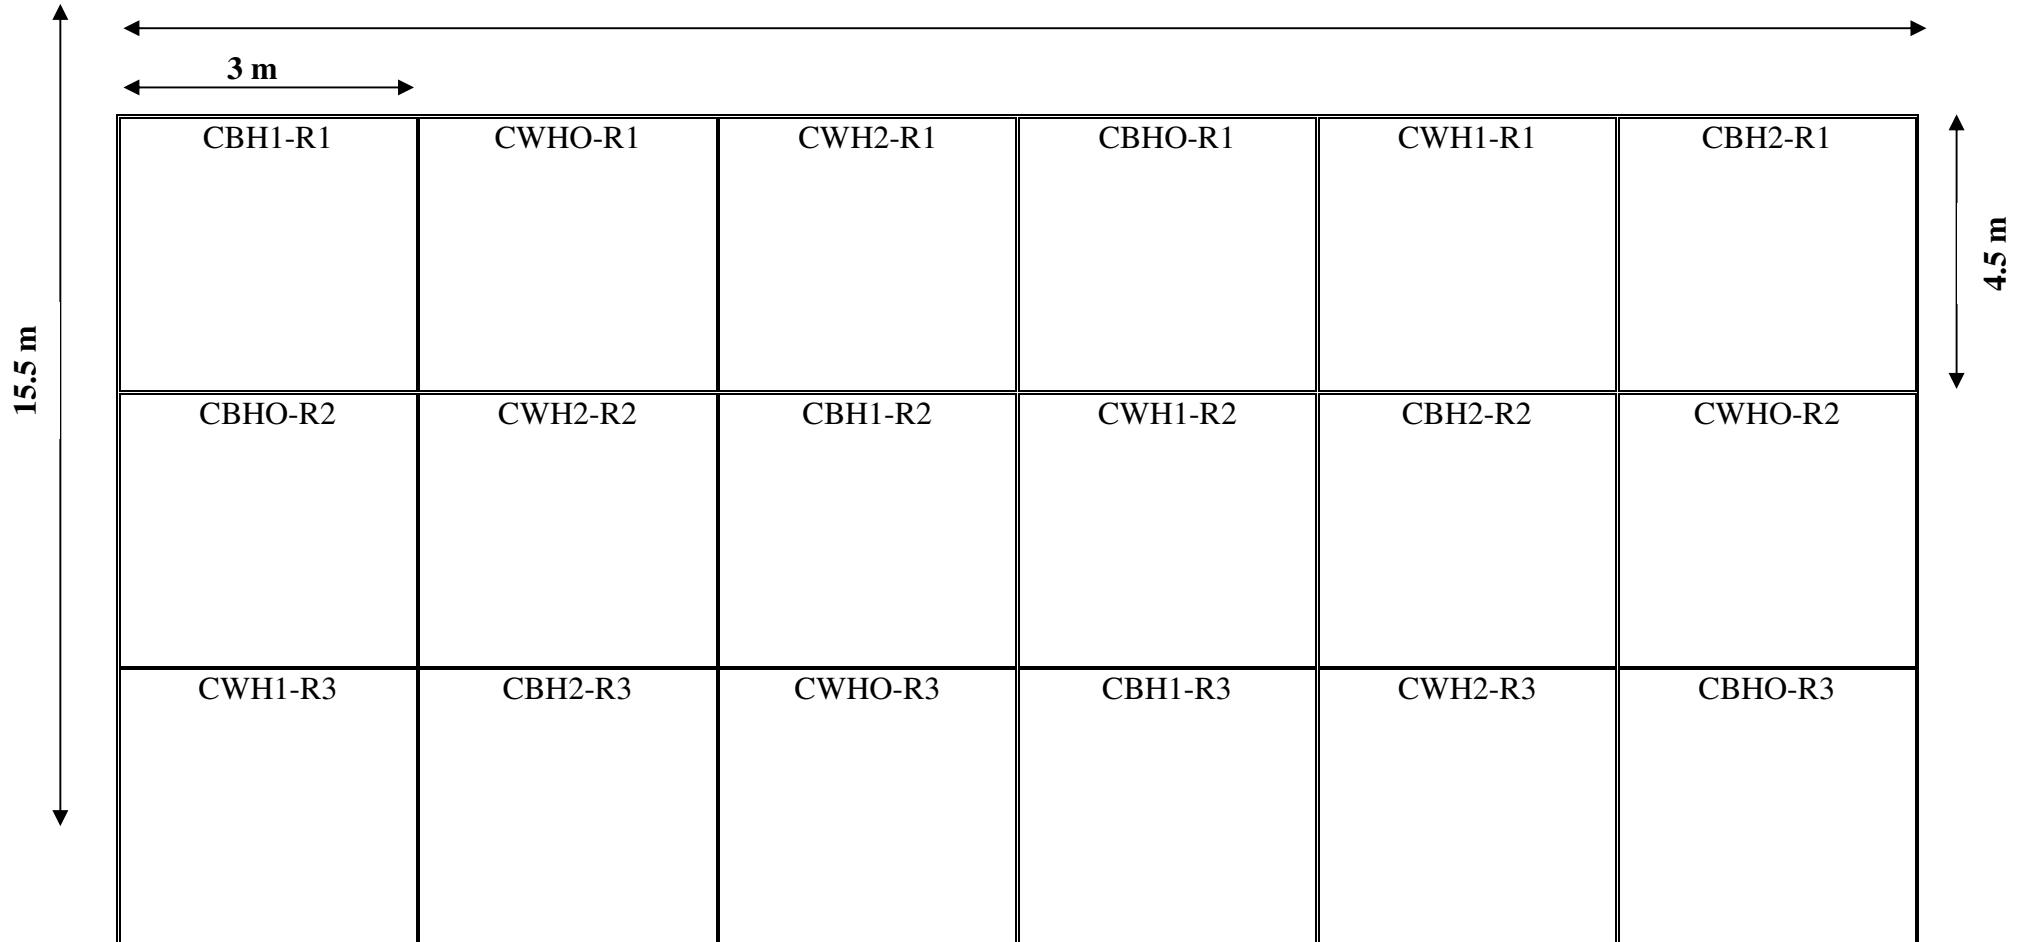 3 m
CBH1-R1 CWHO-R1 CWH2-R1 CBHO-R1 CWH1-R1 CBH2-R1
4.5 m
15.5 m
CBHO-R2 CWH2-R2 CBH1-R2 CWH1-R2 CBH2-R2 CWHO-R2
CWH1-R3 CBH2-R3 CWHO-R3 CBH1-R3 CWH2-R3 CBHO-R3